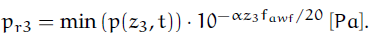 p_{r3} = min (p(z_3, t)) · 10^{−αz_3 f_{awf}/20} [Pa].